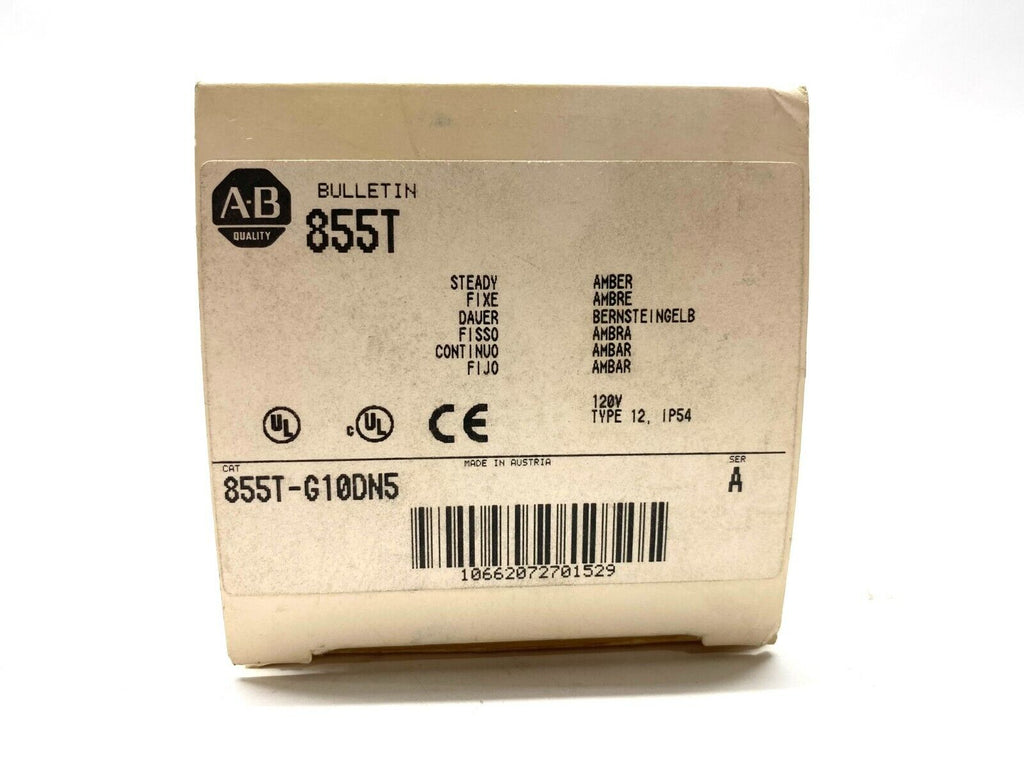 A·B
QUALITY
BULLETIN
855T
STEADY AMBER
FIXE AMBRE
DAUER BERNSTEINGELB
FISSO AMBRA
CONTINUO AMBAR
FIJO AMBAR
120V
TYPE 12, IP54
UL
c UL
CE
MADE IN AUSTRIA
CAT
855T-G10DN5
SER
A
10662072701529